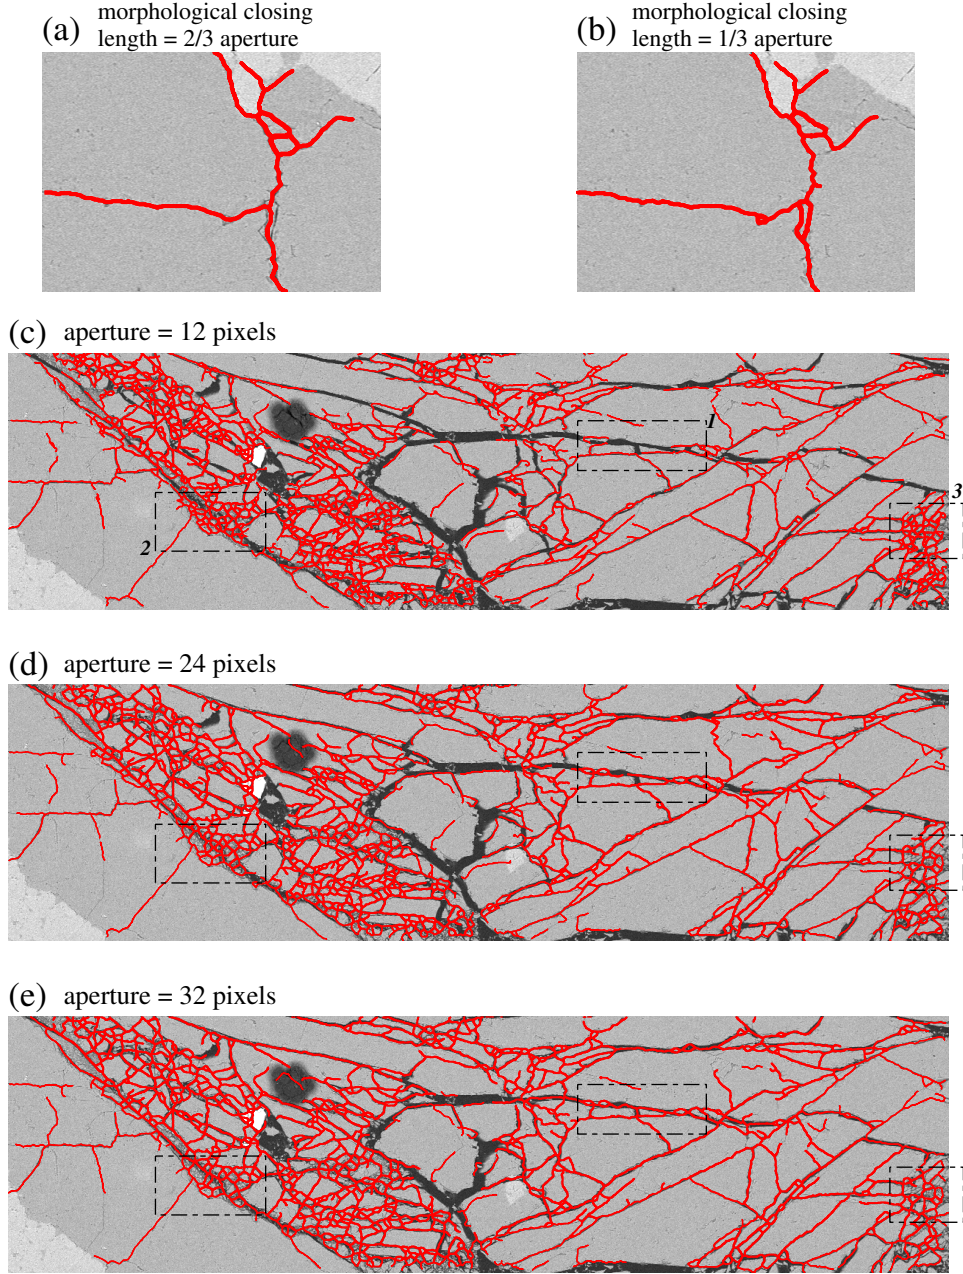 (a) morphological closing
length = 2/3 aperture
(b) morphological closing
length = 1/3 aperture
(c) aperture = 12 pixels
1
2
3
(d) aperture = 24 pixels
(e) aperture = 32 pixels